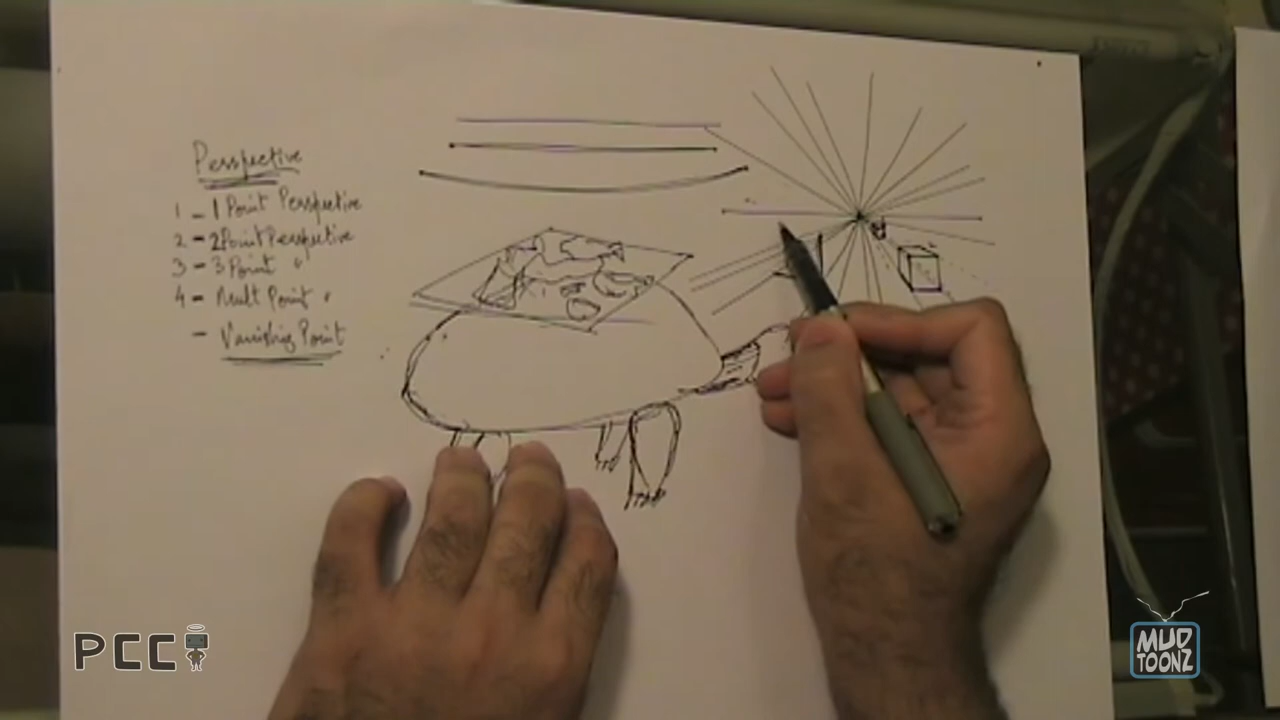 Perspective
1 - 1 Point Perspective
2 - 2 Point Perspective
3 - 3 Point "
4 - Mult Point "
- Vanishing Point
PCC
MUD
TOONZ